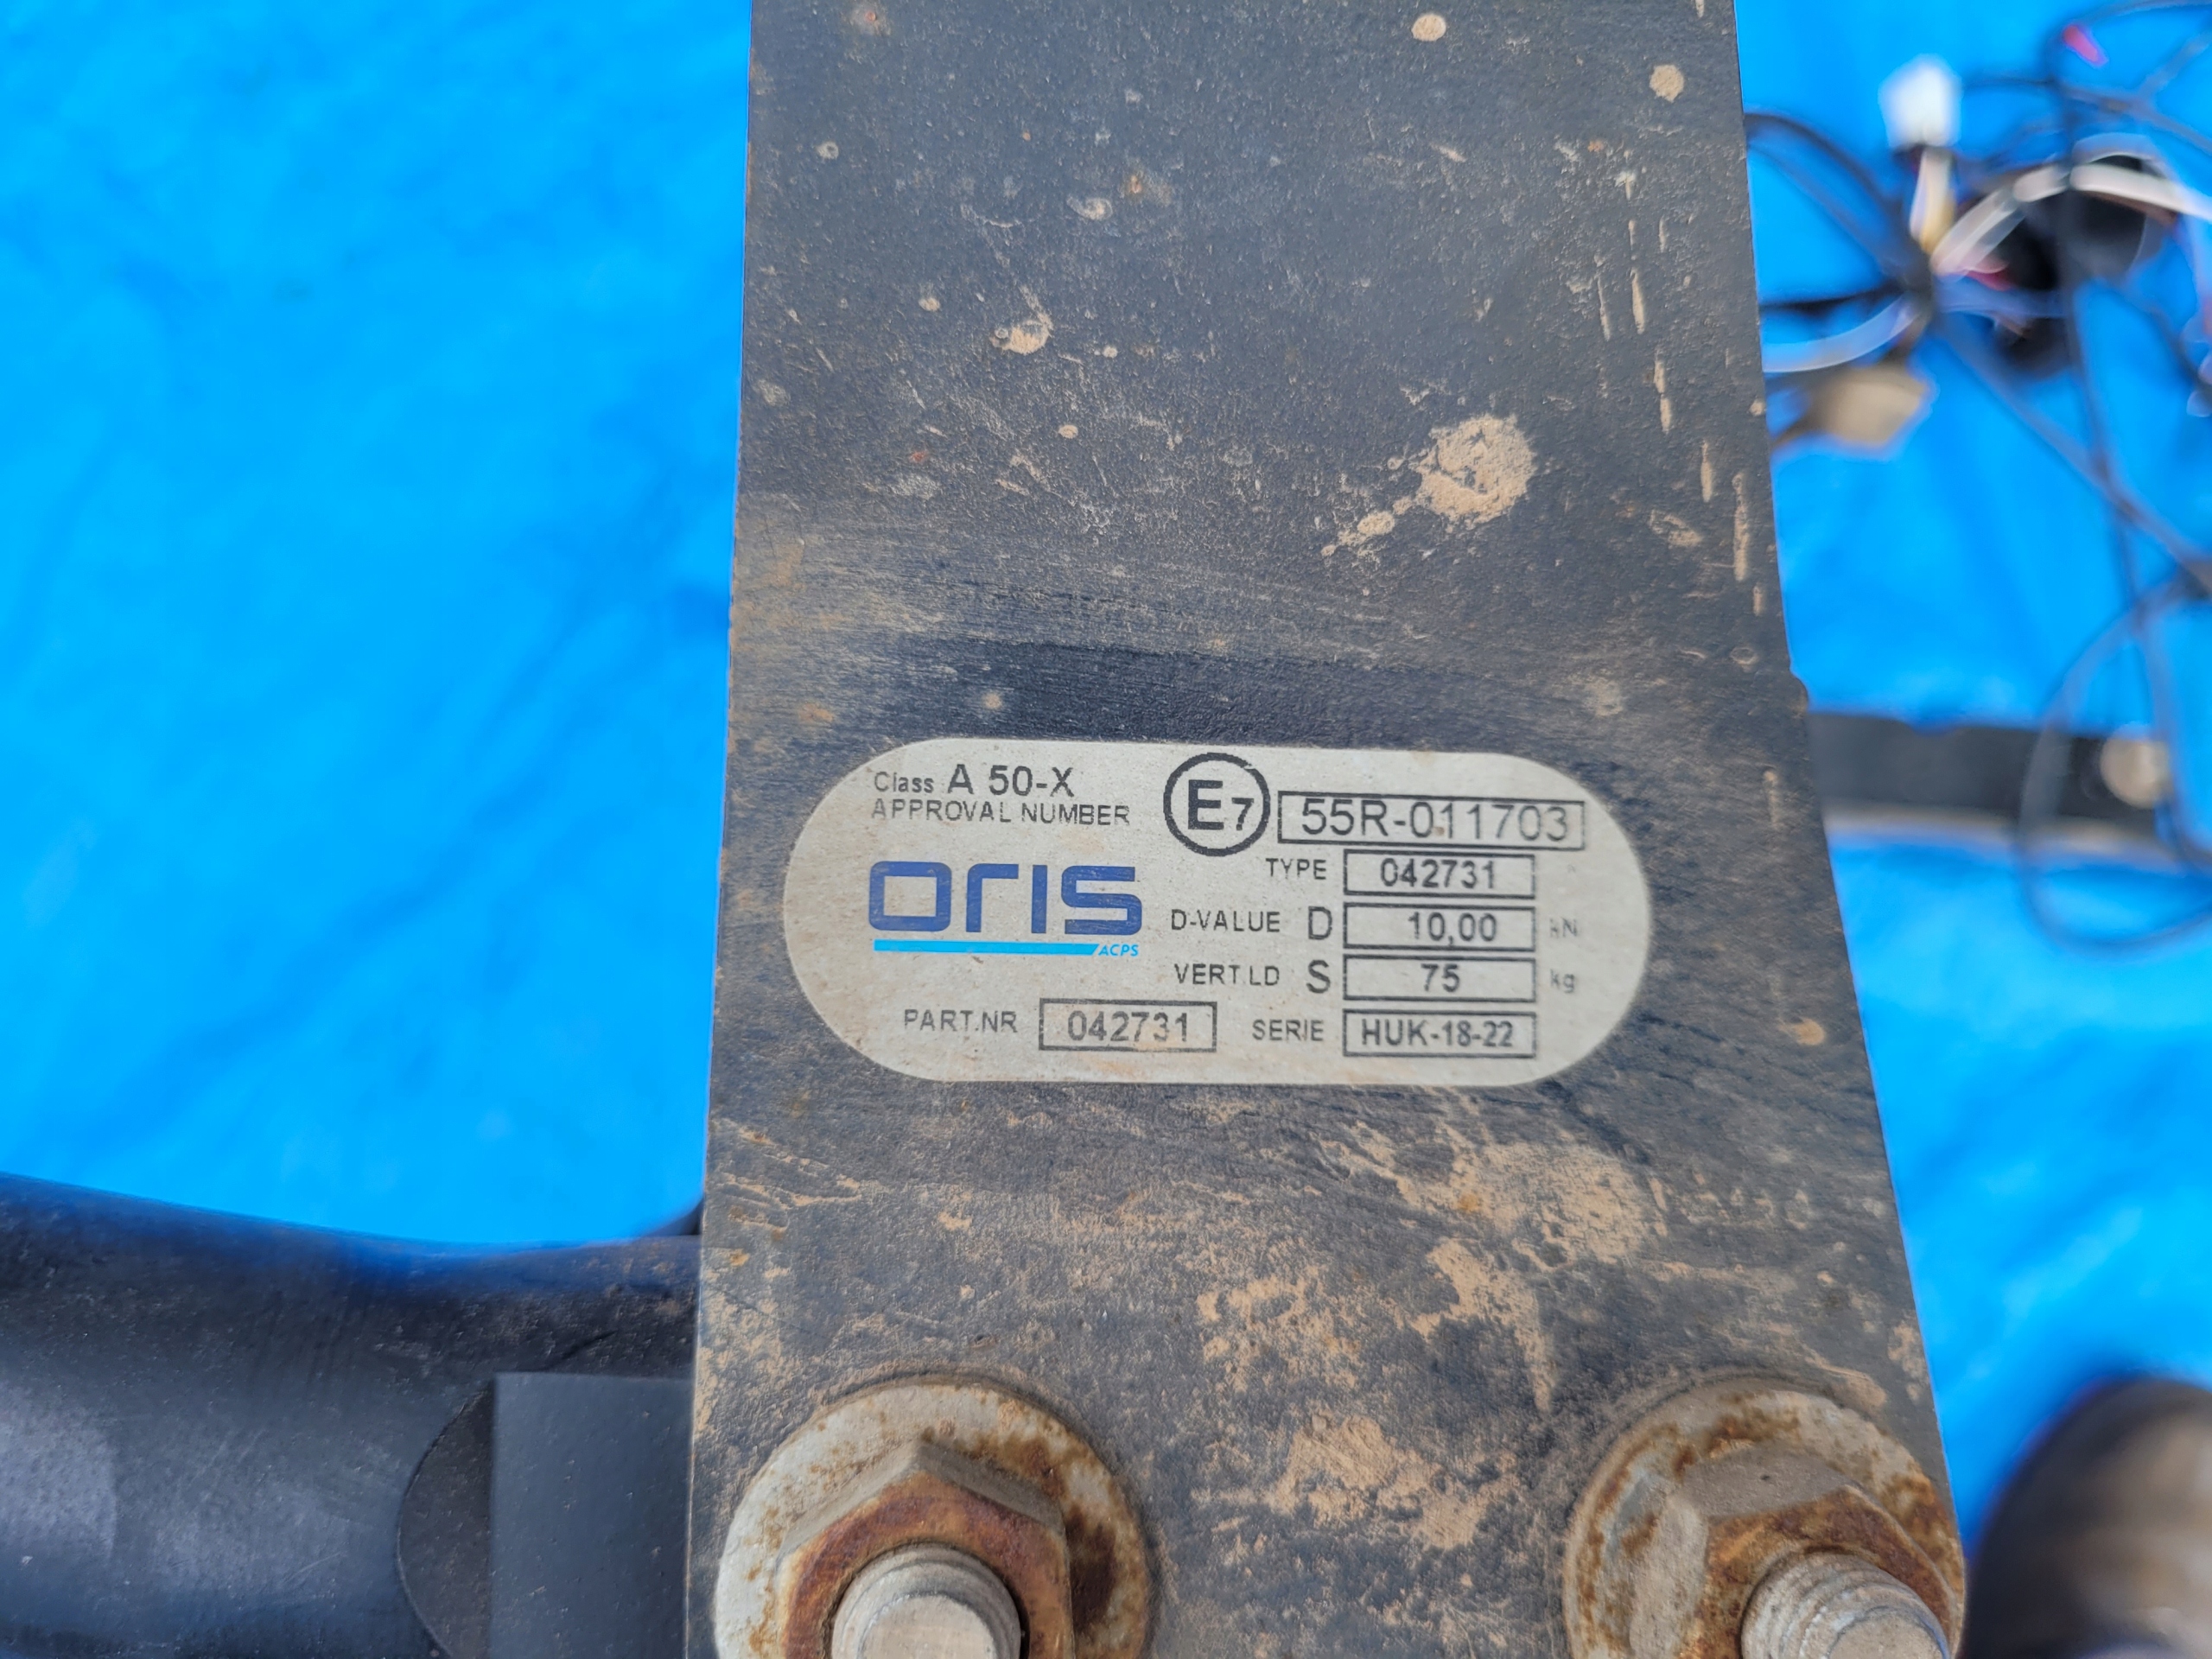 Class A 50-X
APPROVAL NUMBER E7 55R-011703
oris
ACPS
TYPE 042731
D-VALUE D 10,00 kN
VERT.LD S 75 kg
PART.NR 042731 SERIE HUK-18-22